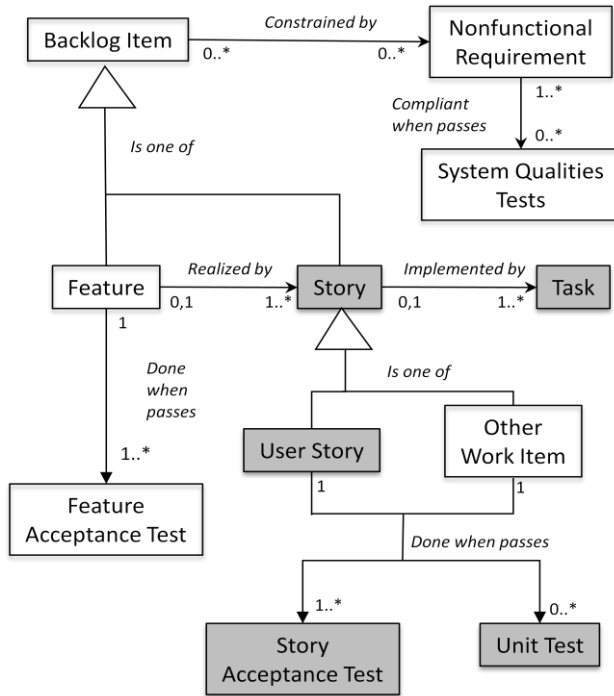 Constrained by
Backlog Item
0..*
0..*
Nonfunctional
Requirement
1..*
Compliant
when passes
0..*
Is one of
System Qualities
Tests
Feature
Realized by
0,1
1..*
Story
Implemented by
0,1
1..*
Task
1
Done
when
passes
1..*
Feature
Acceptance Test
Is one of
User Story
1
Other
Work Item
1
Done when passes
1..*
0..*
Story
Acceptance Test
Unit Test